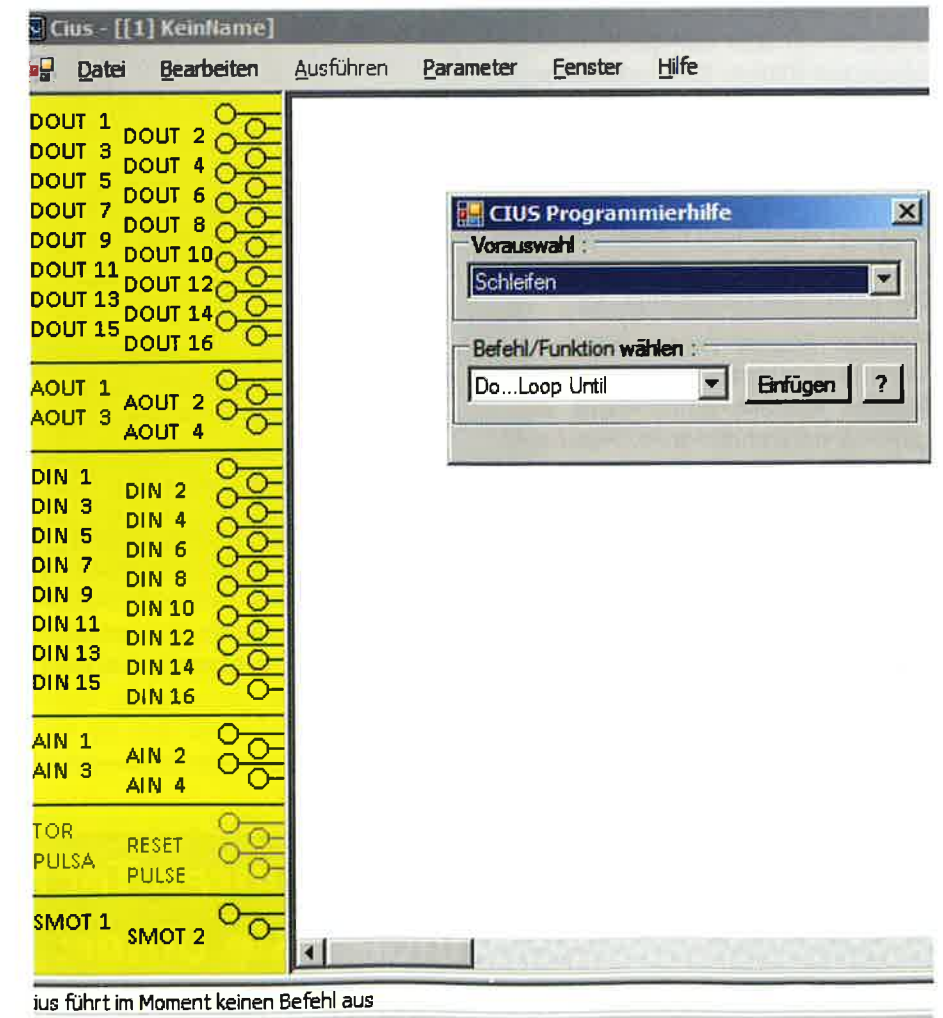 Cius - [[1] KeinName]
Datei Bearbeiten Ausführen Parameter Fenster Hilfe
DOUT 1
DOUT 2
DOUT 3
DOUT 4
DOUT 5
DOUT 6
DOUT 7
DOUT 8
DOUT 9
DOUT 10
DOUT 11
DOUT 12
DOUT 13
DOUT 14
DOUT 15
DOUT 16
AOUT 1
AOUT 2
AOUT 3
AOUT 4
DIN 1
DIN 2
DIN 3
DIN 4
DIN 5
DIN 6
DIN 7
DIN 8
DIN 9
DIN 10
DIN 11
DIN 12
DIN 13
DIN 14
DIN 15
DIN 16
AIN 1
AIN 2
AIN 3
AIN 4
TOR
RESET
PULSA
PULSE
SMOT 1
SMOT 2
CIUS Programmierhilfe
Vorauswahl :
Schleifen
Befehl/Funktion wählen :
Do...Loop Until Einfügen ?
ius führt im Moment keinen Befehl aus